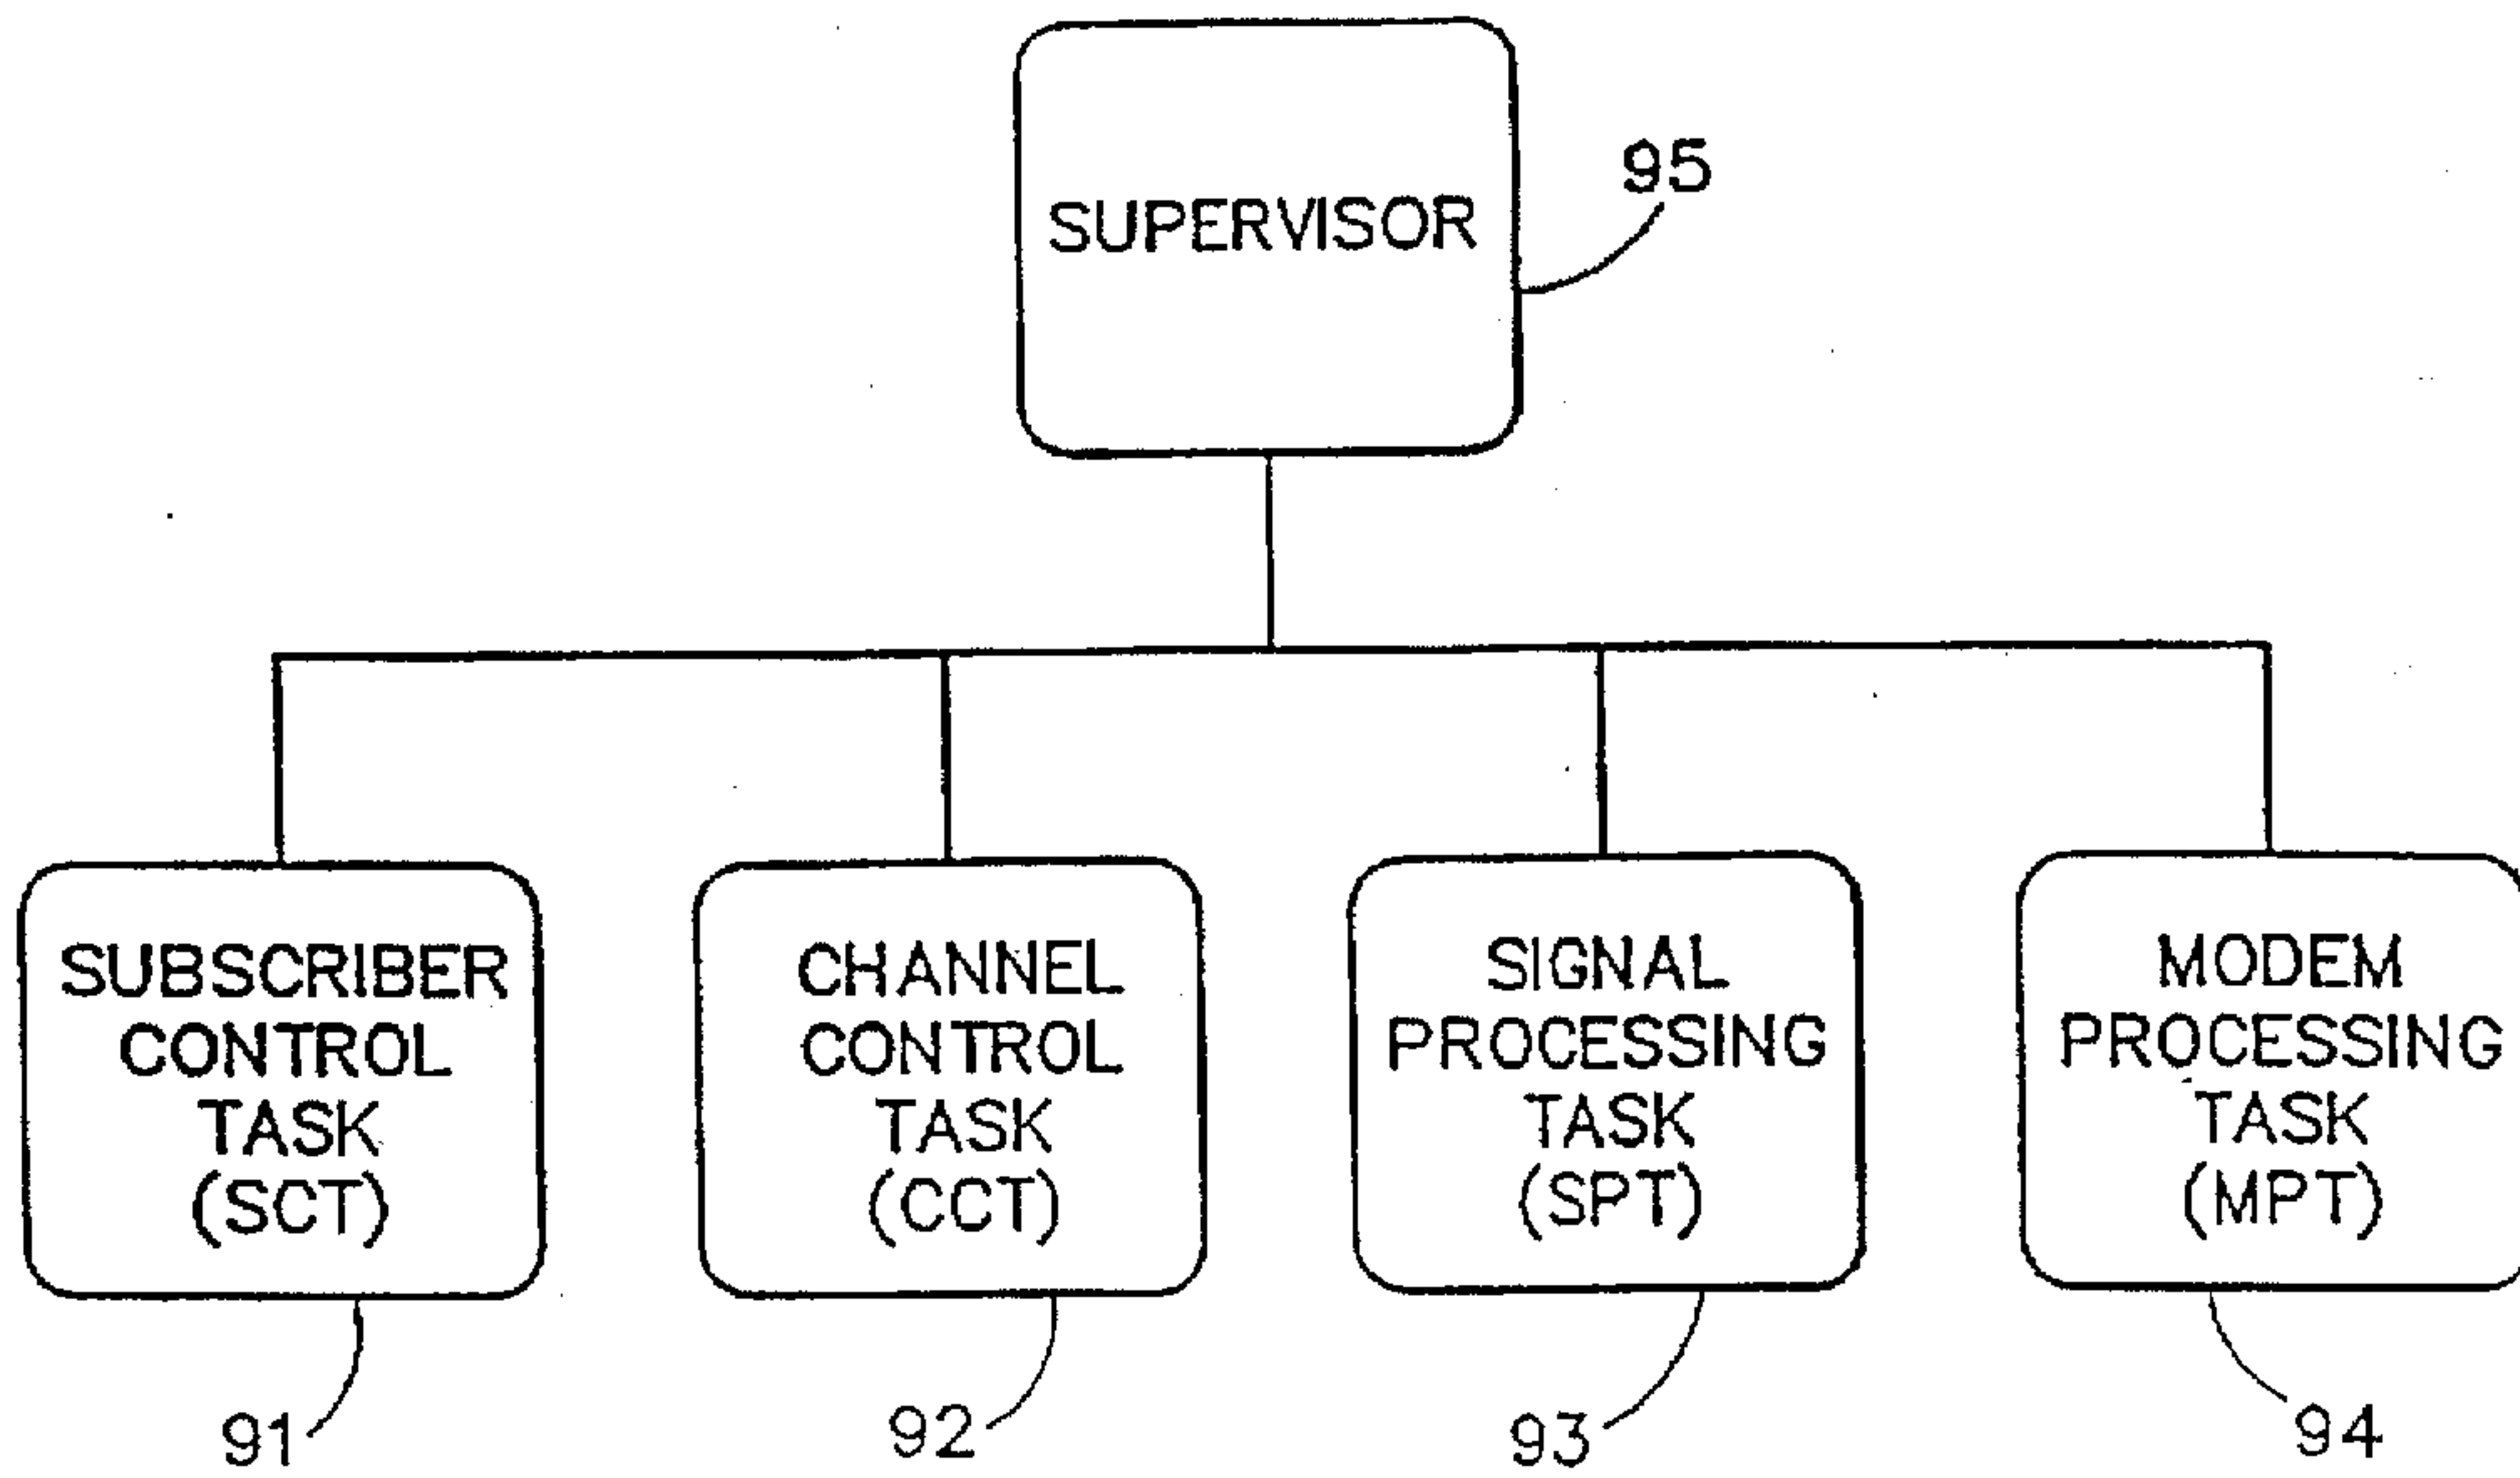 SUPERVISOR
95
SUBSCRIBER
CONTROL
TASK
(SCT)
CHANNEL
CONTROL
TASK
(CCT)
SIGNAL
PROCESSING
TASK
(SPT)
MODEM
PROCESSING
TASK
(MPT)
91
92
93
94